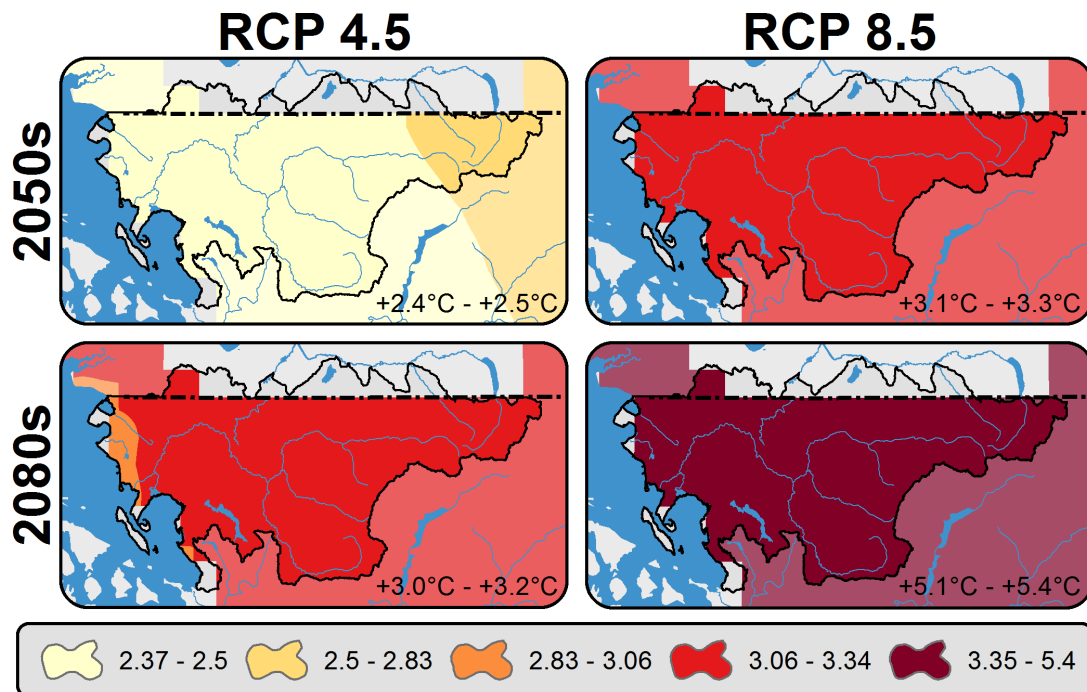 RCP 4.5
RCP 8.5
2050s
+2.4°C - +2.5°C
+3.1°C - +3.3°C
2080s
+3.0°C - +3.2°C
+5.1°C - +5.4°C
2.37 - 2.5
2.5 - 2.83
2.83 - 3.06
3.06 - 3.34
3.35 - 5.4